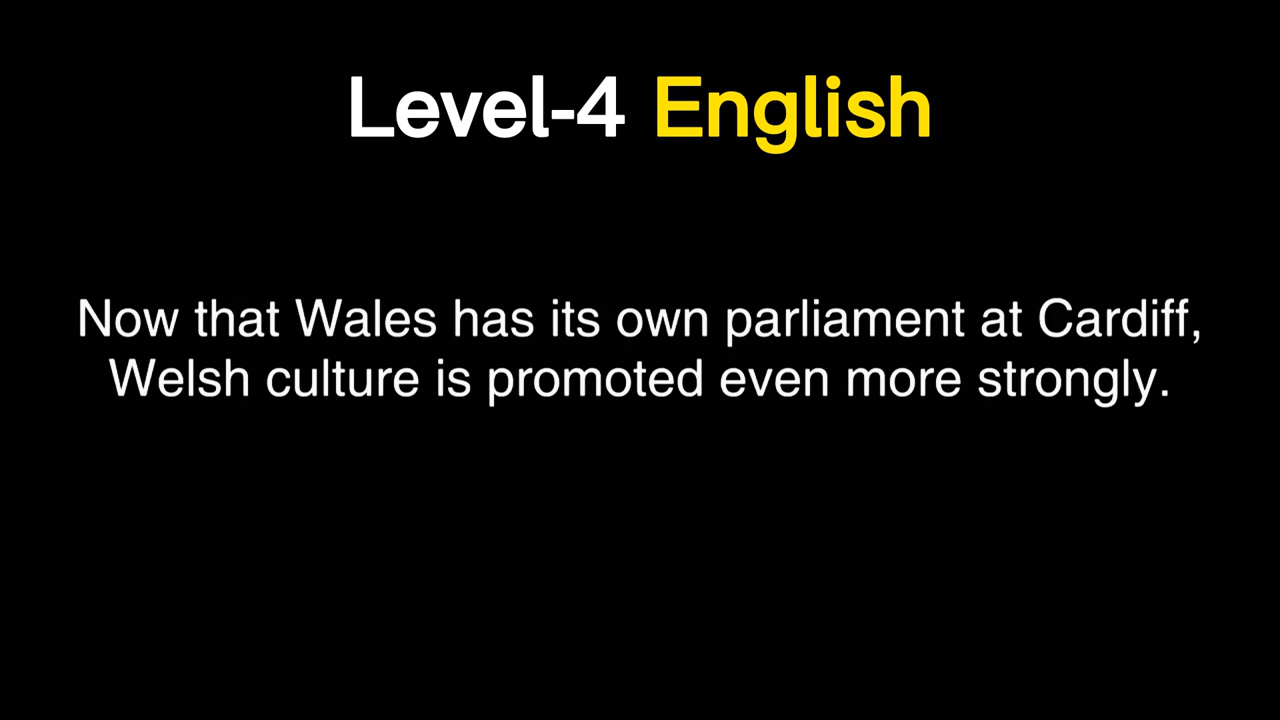 Level-4 English
Now that Wales has its own parliament at Cardiff,
Welsh culture is promoted even more strongly.